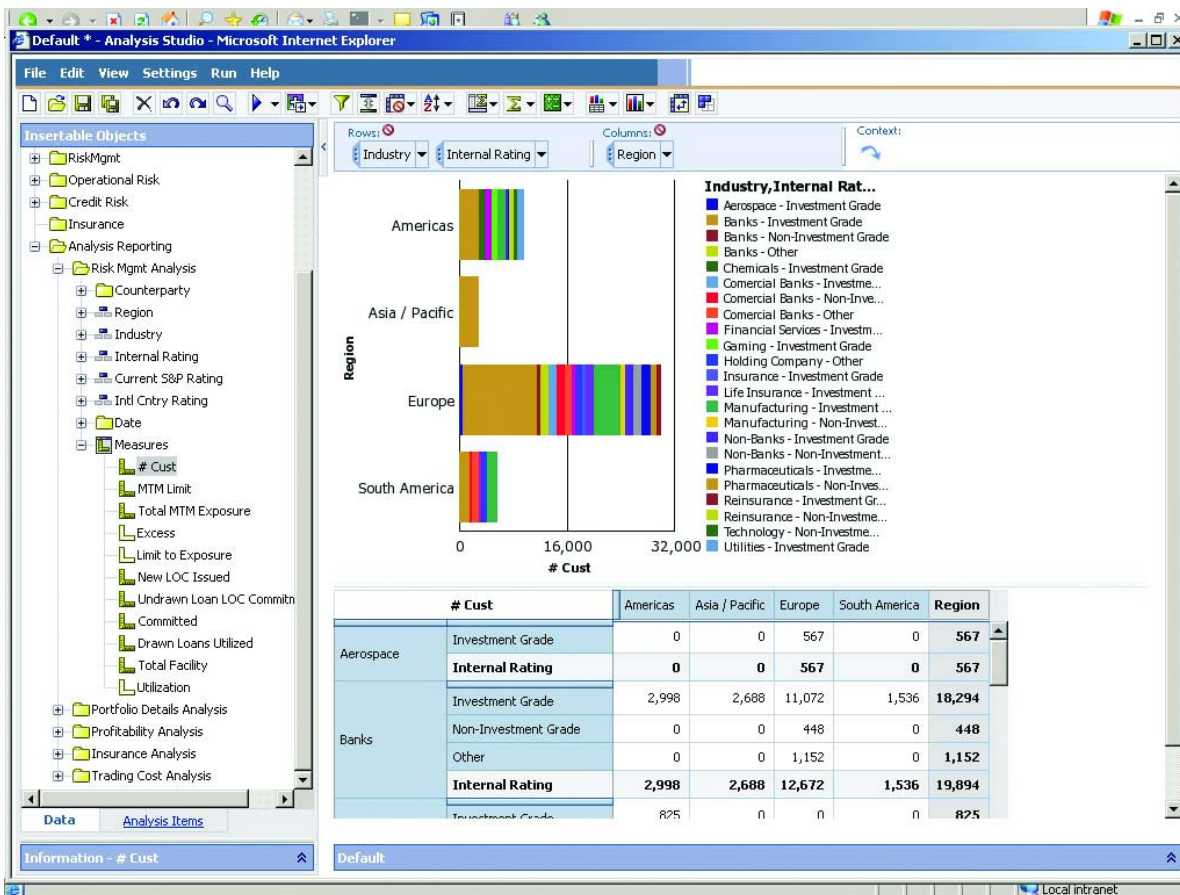 Default * - Analysis Studio - Microsoft Internet Explorer
File Edit View Settings Run Help
Insertable Objects
RiskMgmt
Operational Risk
Credit Risk
Insurance
Analysis Reporting
Risk Mgmt Analysis
Counterparty
Region
Industry
Internal Rating
Current S&P Rating
Intl Cntry Rating
Date
Measures
# Cust
MTM Limit
Total MTM Exposure
Excess
Limit to Exposure
New LOC Issued
Undrawn Loan LOC Commitn
Committed
Drawn Loans Utilized
Total Facility
Utilization
Portfolio Details Analysis
Profitability Analysis
Insurance Analysis
Trading Cost Analysis
Data Analysis Items
Information - # Cust
Rows: Columns: Context:
Industry Internal Rating Region
Region
Americas
Asia / Pacific
Europe
South America
0 16,000 32,000
# Cust
Industry,Internal Rat...
Aerospace - Investment Grade
Banks - Investment Grade
Banks - Non-Investment Grade
Banks - Other
Chemicals - Investment Grade
Comercial Banks - Investme...
Comercial Banks - Non-Inve...
Comercial Banks - Other
Financial Services - Investm...
Gaming - Investment Grade
Holding Company - Other
Insurance - Investment Grade
Life Insurance - Investment ...
Manufacturing - Investment ...
Manufacturing - Non-Invest...
Non-Banks - Investment Grade
Non-Banks - Non-Investment...
Pharmaceuticals - Investme...
Pharmaceuticals - Non-Inves...
Reinsurance - Investment Gr...
Reinsurance - Non-Investme...
Technology - Non-Investme...
Utilities - Investment Grade
# Cust Americas Asia / Pacific Europe South America Region
Aerospace
Investment Grade 0 0 567 0 567
Internal Rating 0 0 567 0 567
Banks
Investment Grade 2,998 2,688 11,072 1,536 18,294
Non-Investment Grade 0 0 448 0 448
Other 0 0 1,152 0 1,152
Internal Rating 2,998 2,688 12,672 1,536 19,894
Investment Grade 825 0 0 0 825
Default
Local intranet